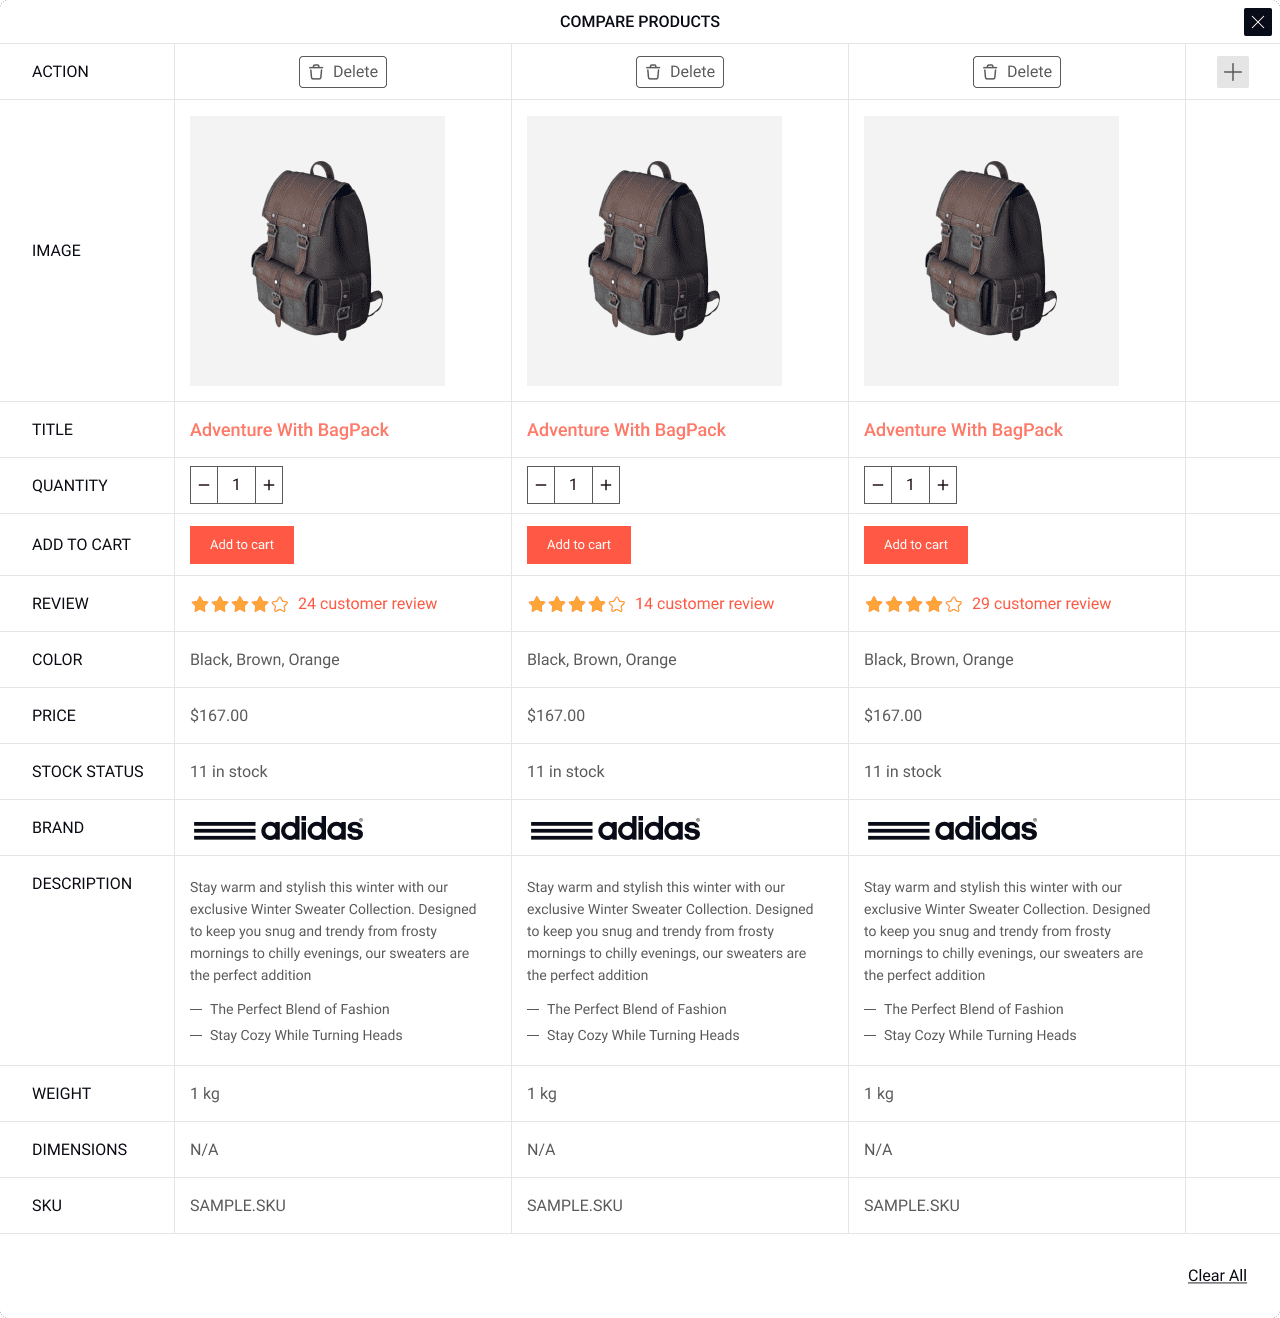 COMPARE PRODUCTS
ACTION Delete Delete Delete
IMAGE
TITLE Adventure With BagPack Adventure With BagPack Adventure With BagPack
QUANTITY − 1 + − 1 + − 1 +
ADD TO CART Add to cart Add to cart Add to cart
REVIEW 24 customer review 14 customer review 29 customer review
COLOR Black, Brown, Orange Black, Brown, Orange Black, Brown, Orange
PRICE $167.00 $167.00 $167.00
STOCK STATUS 11 in stock 11 in stock 11 in stock
BRAND adidas adidas adidas
DESCRIPTION
Stay warm and stylish this winter with our
exclusive Winter Sweater Collection. Designed
to keep you snug and trendy from frosty
mornings to chilly evenings, our sweaters are
the perfect addition
— The Perfect Blend of Fashion
— Stay Cozy While Turning Heads
Stay warm and stylish this winter with our
exclusive Winter Sweater Collection. Designed
to keep you snug and trendy from frosty
mornings to chilly evenings, our sweaters are
the perfect addition
— The Perfect Blend of Fashion
— Stay Cozy While Turning Heads
Stay warm and stylish this winter with our
exclusive Winter Sweater Collection. Designed
to keep you snug and trendy from frosty
mornings to chilly evenings, our sweaters are
the perfect addition
— The Perfect Blend of Fashion
— Stay Cozy While Turning Heads
WEIGHT 1 kg 1 kg 1 kg
DIMENSIONS N/A N/A N/A
SKU SAMPLE.SKU SAMPLE.SKU SAMPLE.SKU
Clear All